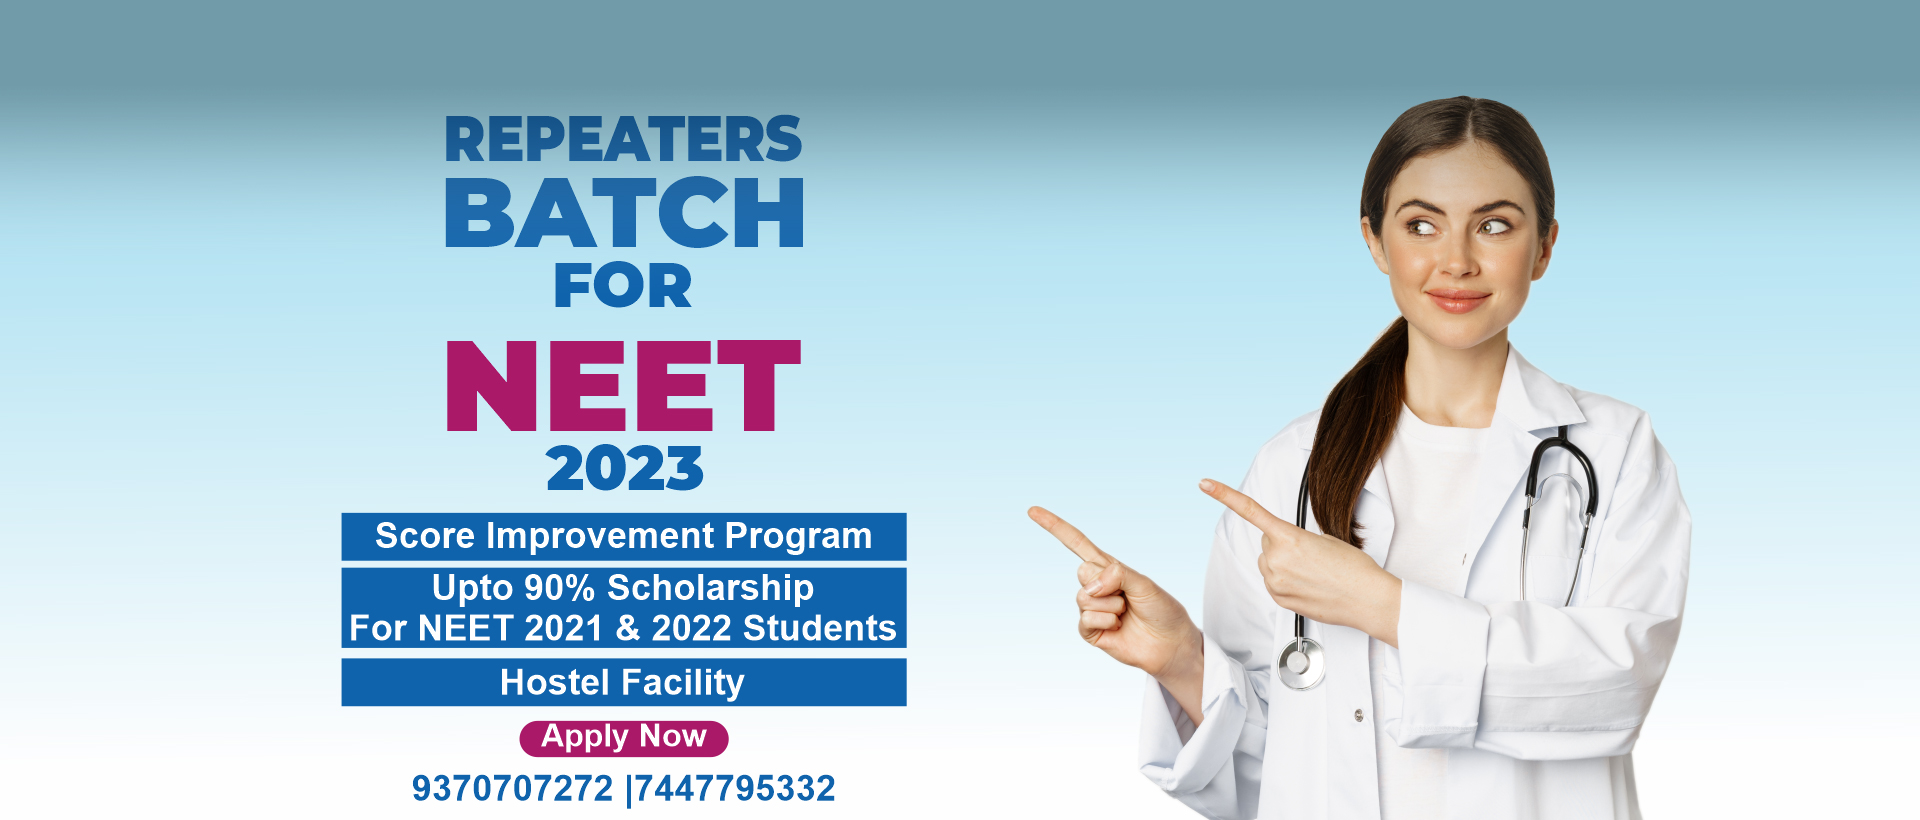 REPEATERS
BATCH
FOR
NEET
2023
Score Improvement Program
Upto 90% Scholarship
For NEET 2021 & 2022 Students
Hostel Facility
Apply Now
9370707272 |7447795332